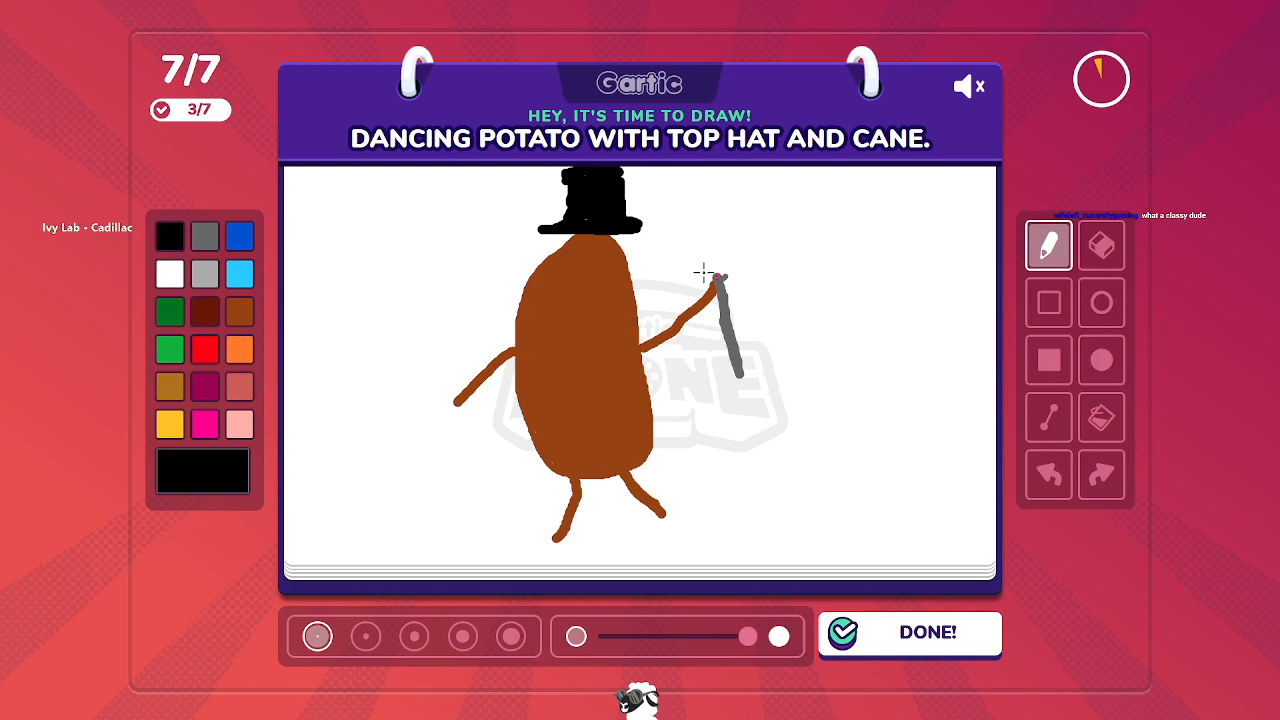 7/7
3/7
Gartic
HEY, IT'S TIME TO DRAW!
DANCING POTATO WITH TOP HAT AND CANE.
Ivy Lab - Cadillac
wifeleft_currentlygaming what a classy dude
DONE!